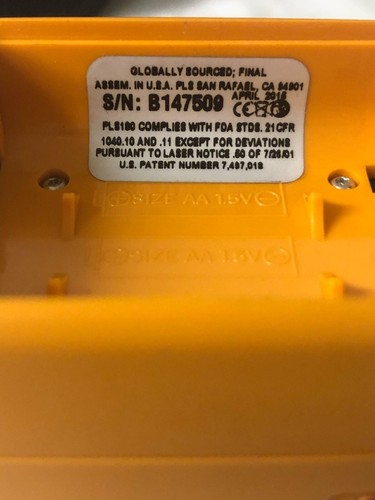 GLOBALLY SOURCED; FINAL
ASSEM. IN U.S.A. PLS SAN RAFAEL, CA 94901
APRIL 2015
S/N: B147509 CE
PLS180 COMPLIES WITH FDA STDS. 21CFR
1040.10 AND .11 EXCEPT FOR DEVIATIONS
PURSUANT TO LASER NOTICE .50 OF 7/26/01
U.S. PATENT NUMBER 7,497,018
SIZE AA 1.5V
SIZE AA 1.5V